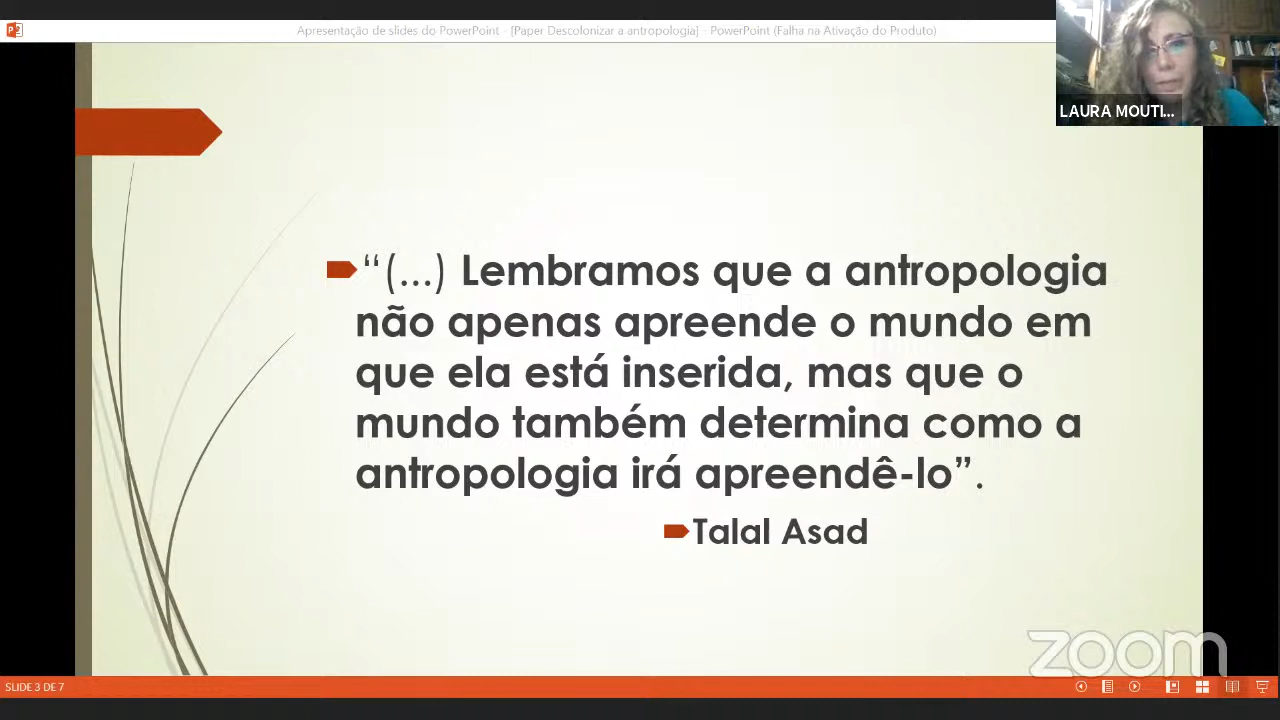 Apresentação de slides do PowerPoint - [Paper Descolonizar a antropologia] - PowerPoint (Falha na Ativação do Produto)
LAURA MOUTI...
“(...) Lembramos que a antropologia
não apenas apreende o mundo em
que ela está inserida, mas que o
mundo também determina como a
antropologia irá apreendê-lo”.
Talal Asad
zoom
SLIDE 3 DE 7